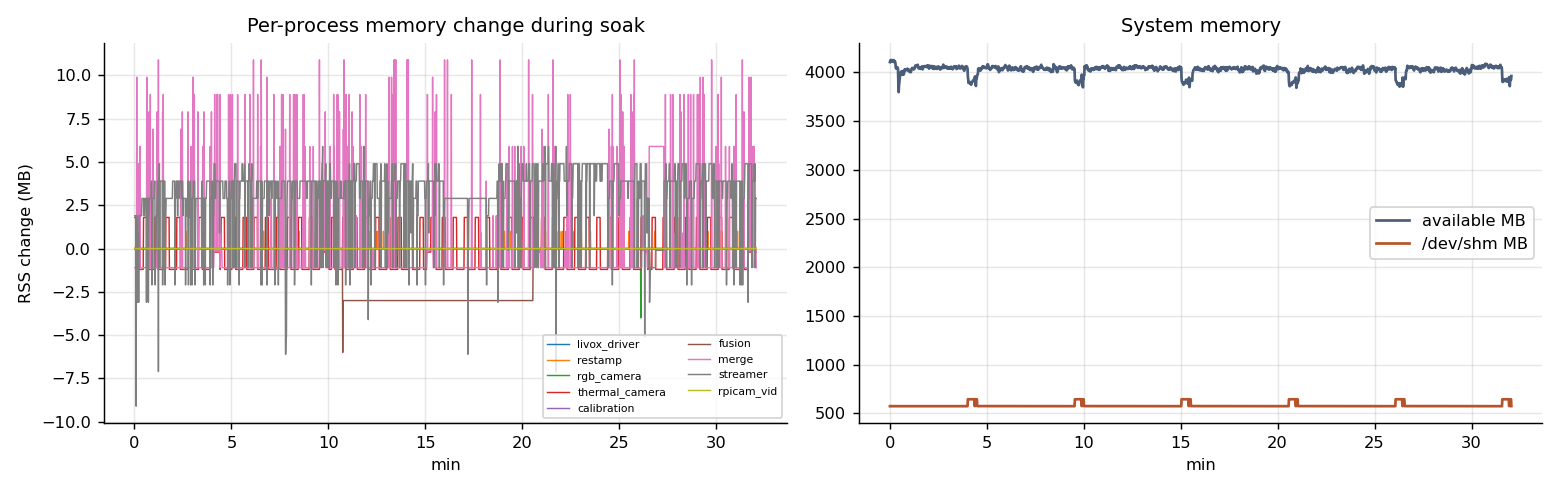 Per-process memory change during soak
RSS change (MB)
10.0
7.5
5.0
2.5
0.0
−2.5
−5.0
−7.5
−10.0
0 5 10 15 20 25 30
min
livox_driver
restamp
rgb_camera
thermal_camera
calibration
fusion
merge
streamer
rpicam_vid
System memory
4000
3500
3000
2500
2000
1500
1000
500
0 5 10 15 20 25 30
min
available MB
/dev/shm MB